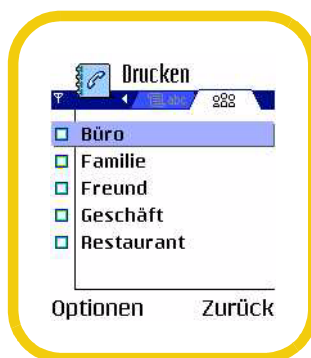 Drucken
abc
Büro
Familie
Freund
Geschäft
Restaurant
Optionen Zurück